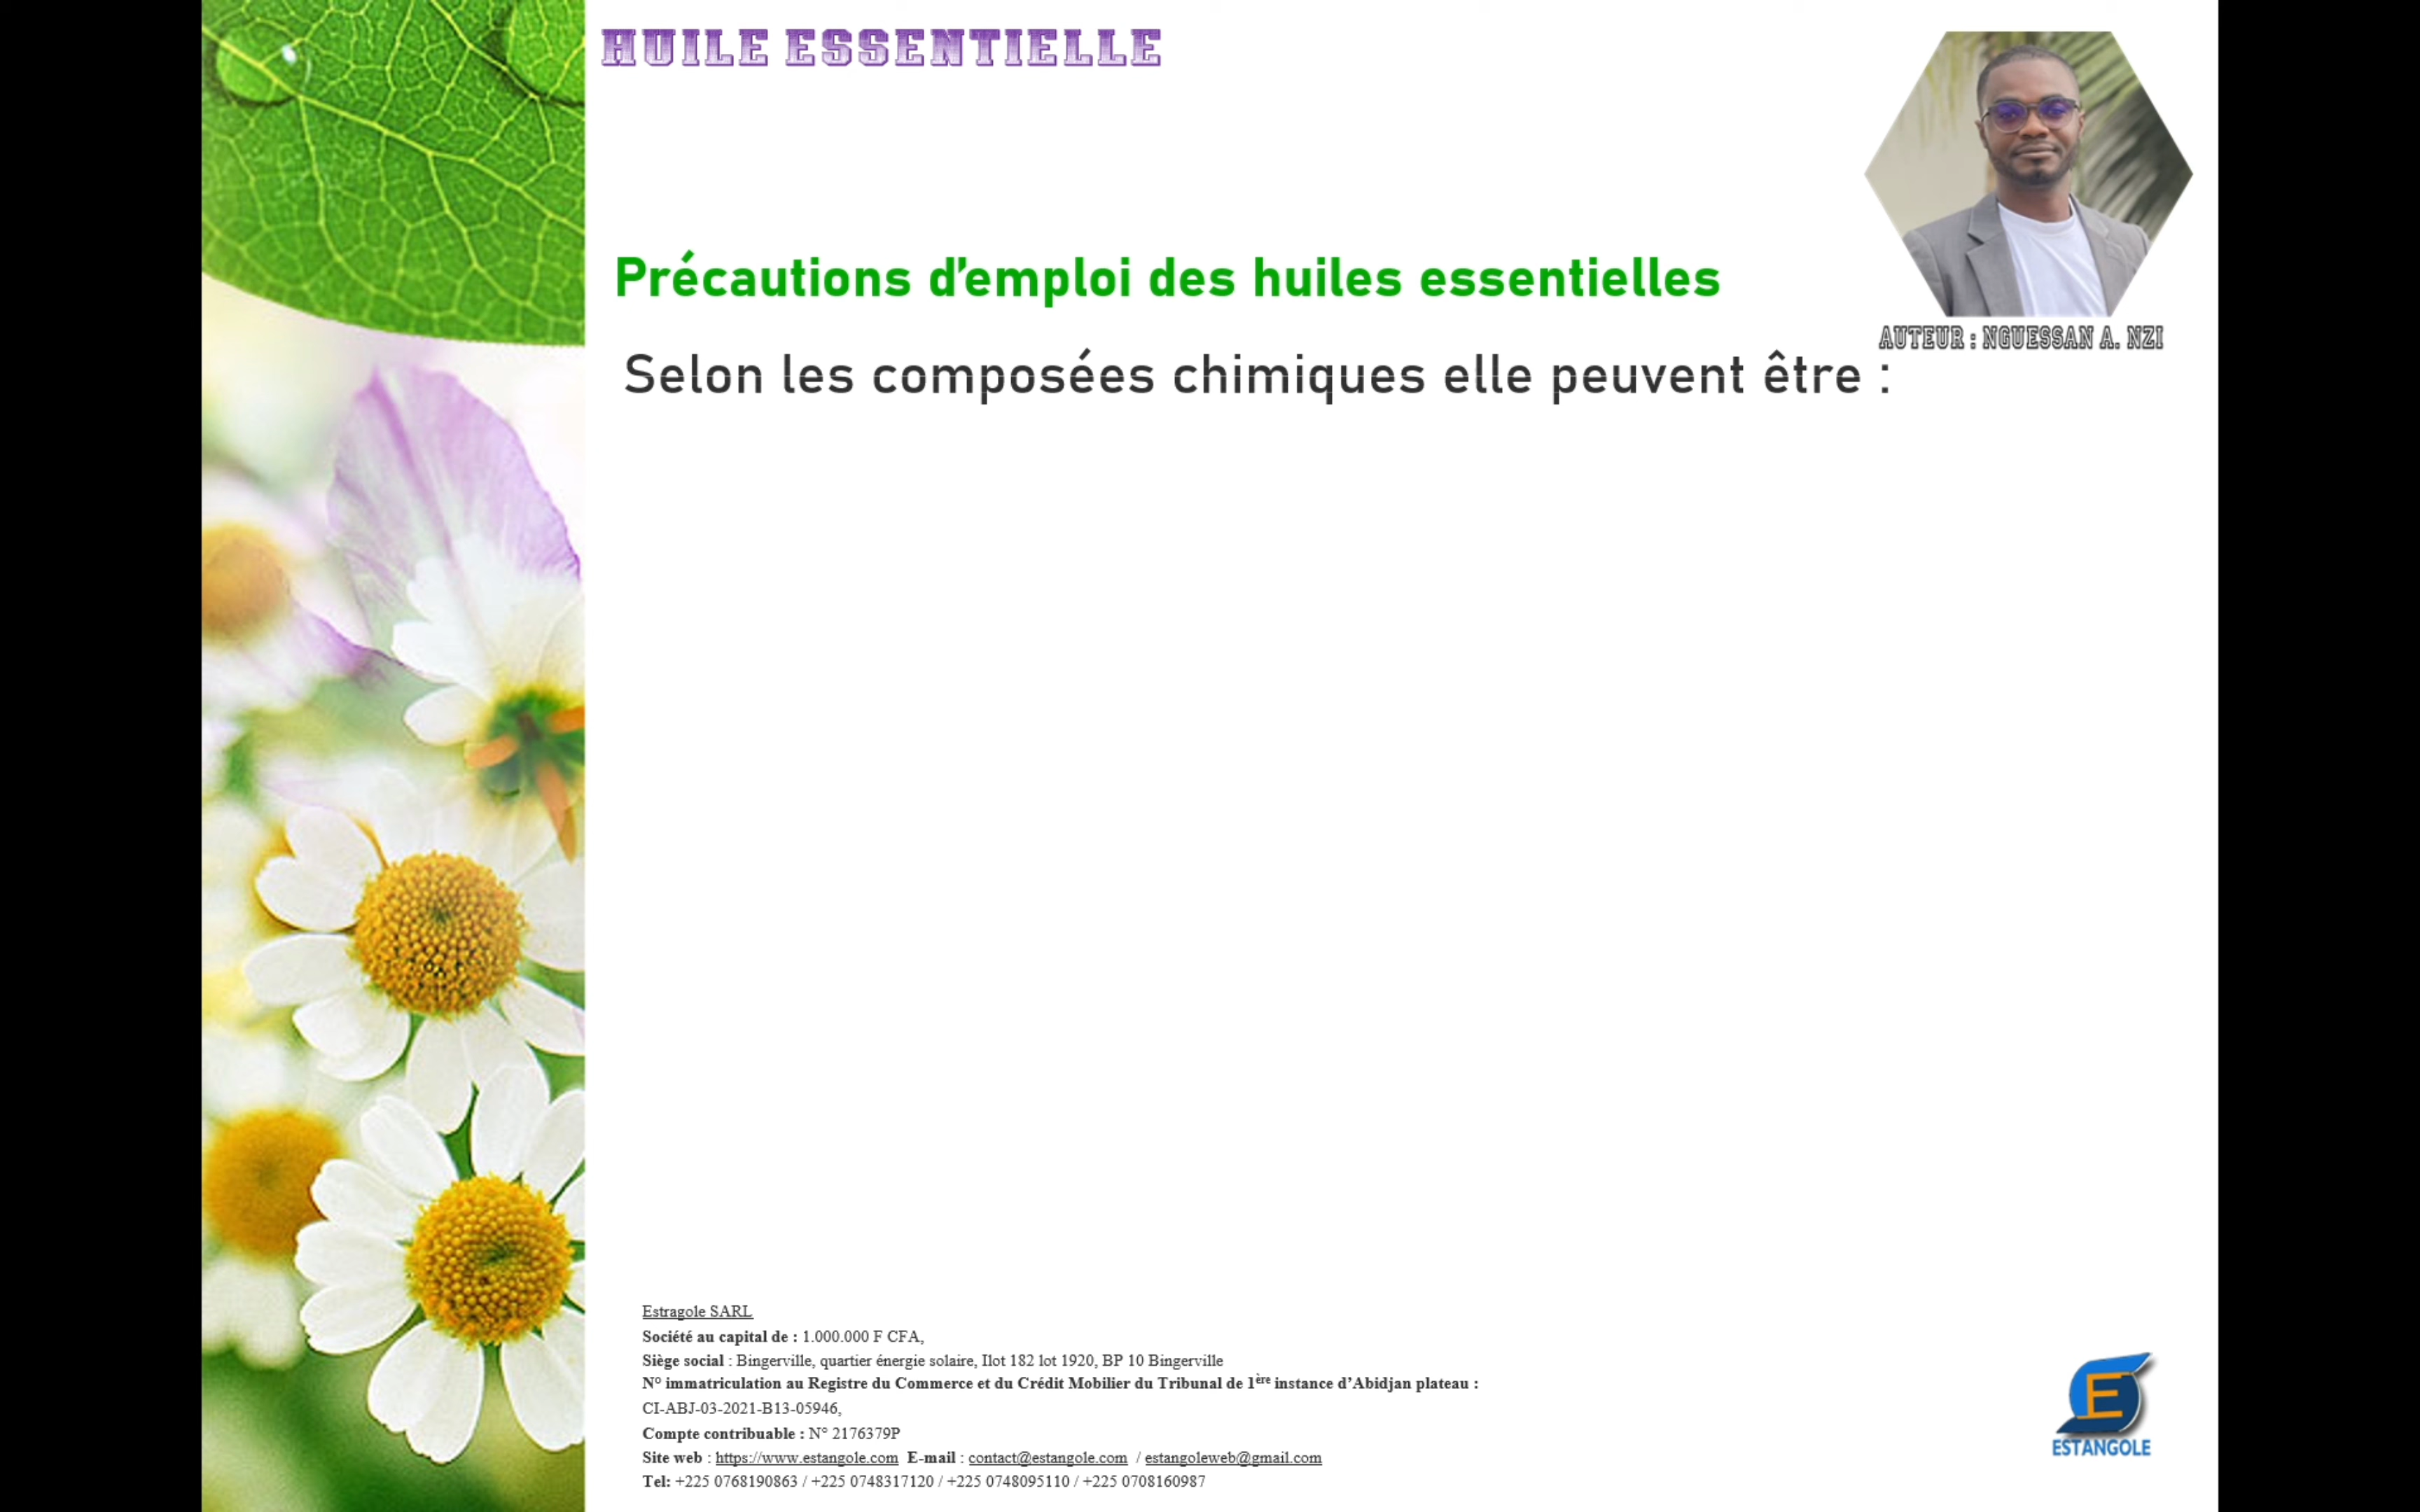 HUILE ESSENTIELLE
AUTEUR : NGUESSAN A. NZI
Précautions d'emploi des huiles essentielles
Selon les composées chimiques elle peuvent être :
Estragole SARL
Société au capital de : 1.000.000 F CFA,
Siège social : Bingerville, quartier énergie solaire, Ilot 182 lot 1920, BP 10 Bingerville
N° immatriculation au Registre du Commerce et du Crédit Mobilier du Tribunal de 1ère instance d’Abidjan plateau :
CI-ABJ-03-2021-B13-05946,
Compte contribuable : N° 2176379P
Site web : https://www.estangole.com E-mail : contact@estangole.com / estangoleweb@gmail.com
Tel: +225 0768190863 / +225 0748317120 / +225 0748095110 / +225 0708160987
E
ESTANGOLE